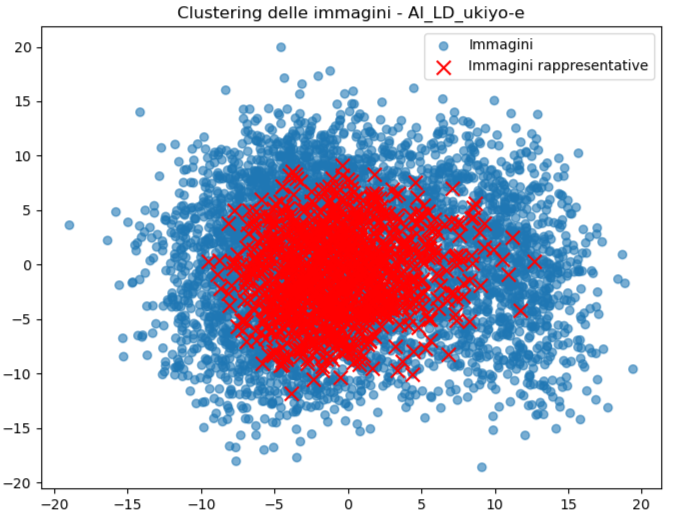 Clustering delle immagini - AI_LD_ukiyo-e
Immagini
Immagini rappresentative
20
15
10
5
0
−5
−10
−15
−20
−20 −15 −10 −5 0 5 10 15 20